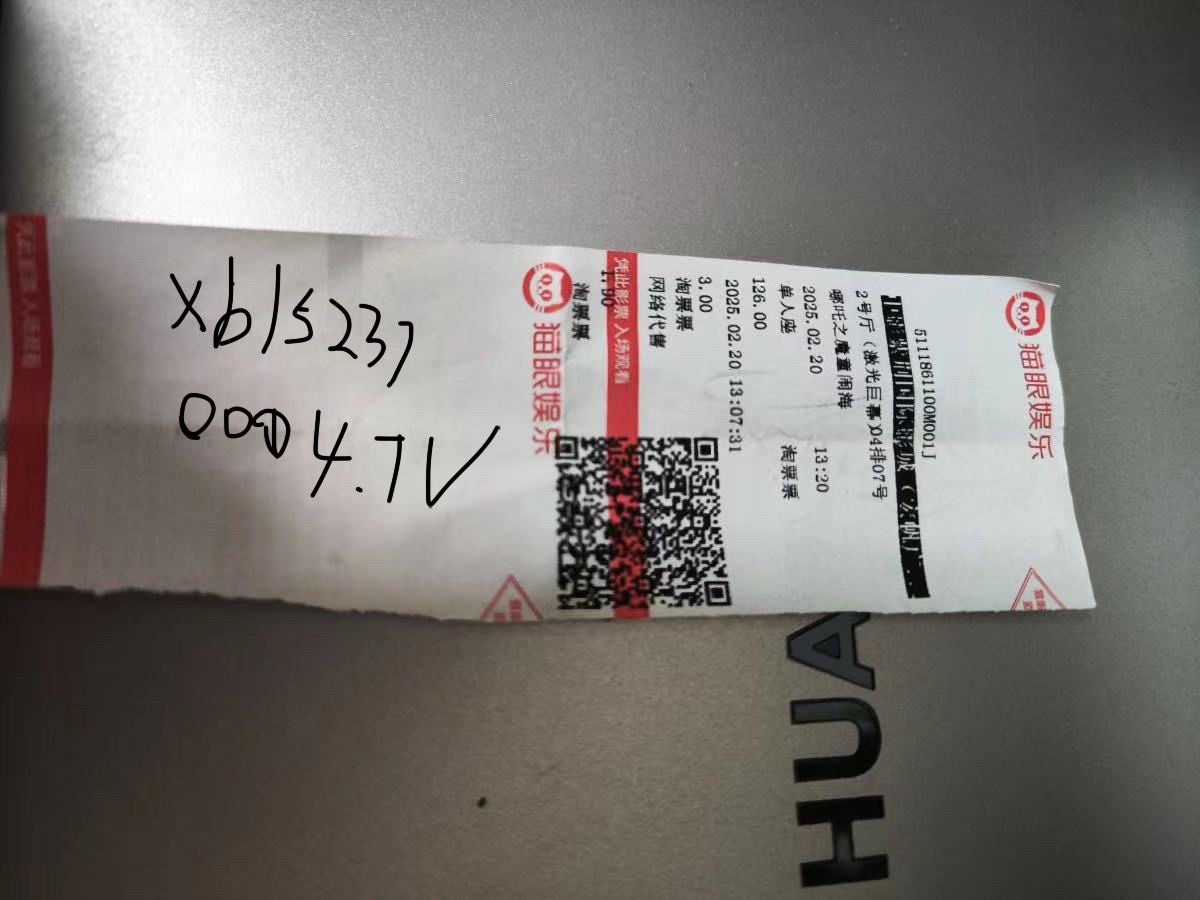 猫眼娱乐
5111861100M001J
2号厅（激光巨幕）04排07号
哪吒之魔童闹海
2025.02.20 13:20
单人座 淘票票
126.00
2025.02.20 13:07:31
3.00
淘票票
网络代售
凭此影票 入场观看
淘票票
猫眼娱乐
xb15237
0004.7V
HUA